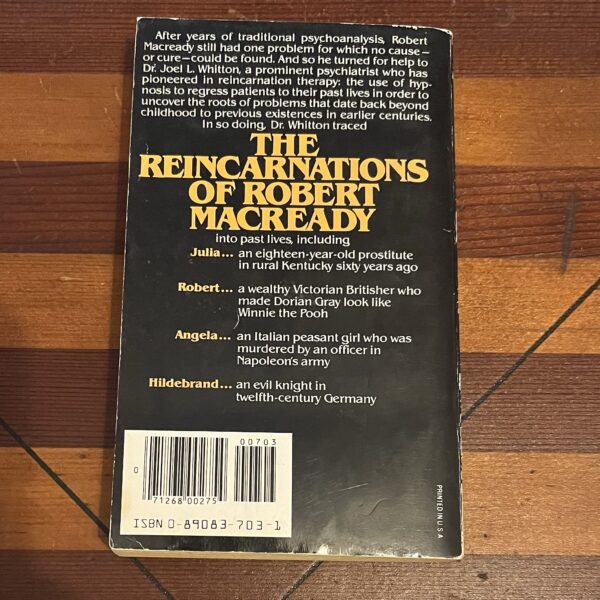 After years of traditional psychoanalysis, Robert
Macready still had one problem for which no cause—
or cure—could be found. And so he turned for help to
Dr. Joel L. Whitton, a prominent psychiatrist who has
pioneered in reincarnation therapy: the use of hyp-
nosis to regress patients to their past lives in order to
uncover the roots of problems that date back beyond
childhood to previous existences in earlier centuries.
In so doing, Dr. Whitton traced
THE
REINCARNATIONS
OF ROBERT
MACREADY
into past lives, including
Julia... an eighteen-year-old prostitute
in rural Kentucky sixty years ago
Robert... a wealthy Victorian Britisher who
made Dorian Gray look like
Winnie the Pooh
Angela... an Italian peasant girl who was
murdered by an officer in
Napoleon's army
Hildebrand... an evil knight in
twelfth-century Germany
00703
0
71268 00275
ISBN 0-89083-703-1
PRINTED IN U.S.A